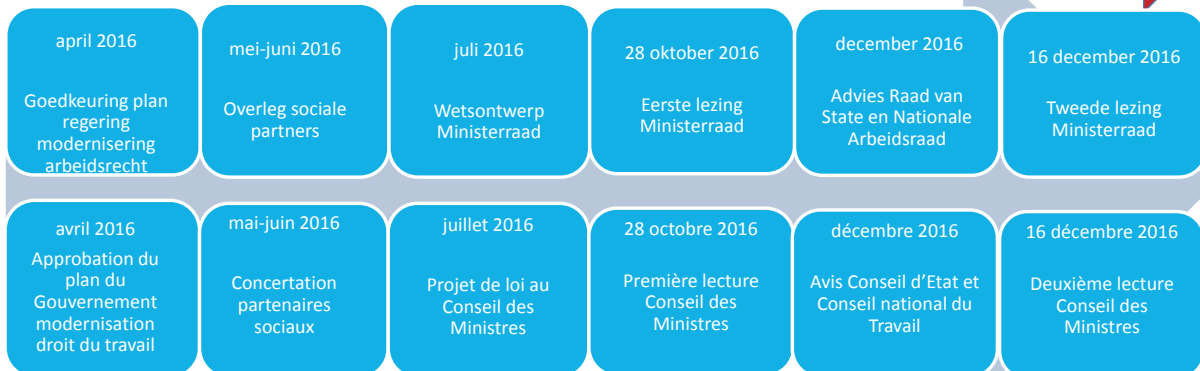 april 2016
Goedkeuring plan
regering
modernisering
arbeidsrecht
mei-juni 2016
Overleg sociale
partners
juli 2016
Wetsontwerp
Ministerraad
28 oktober 2016
Eerste lezing
Ministerraad
december 2016
Advies Raad van
State en Nationale
Arbeidsraad
16 december 2016
Tweede lezing
Ministerraad
avril 2016
Approbation du
plan du
Gouvernement
modernisation
droit du travail
mai-juin 2016
Concertation
partenaires
sociaux
juillet 2016
Projet de loi au
Conseil des
Ministres
28 octobre 2016
Première lecture
Conseil des
Ministres
décembre 2016
Avis Conseil d’Etat et
Conseil national du
Travail
16 décembre 2016
Deuxième lecture
Conseil des
Ministres